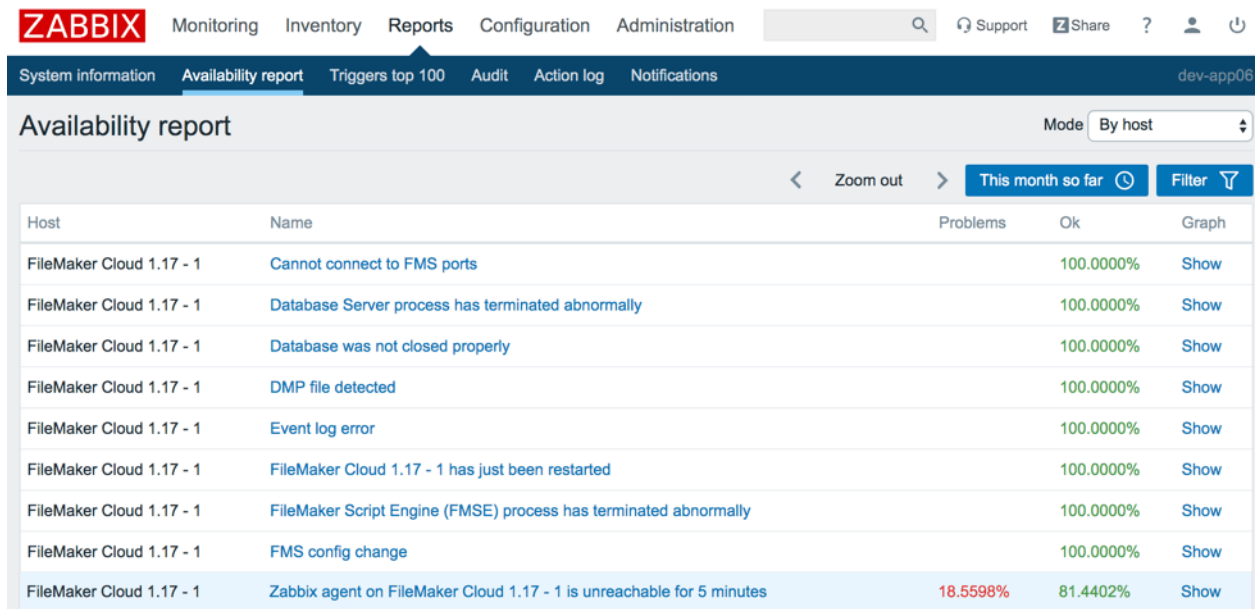 ZABBIX Monitoring Inventory Reports Configuration Administration Support Z Share ?
System information Availability report Triggers top 100 Audit Action log Notifications dev-app06
Availability report Mode By host
Zoom out This month so far Filter
Host Name Problems Ok Graph
FileMaker Cloud 1.17 - 1 Cannot connect to FMS ports 100.0000% Show
FileMaker Cloud 1.17 - 1 Database Server process has terminated abnormally 100.0000% Show
FileMaker Cloud 1.17 - 1 Database was not closed properly 100.0000% Show
FileMaker Cloud 1.17 - 1 DMP file detected 100.0000% Show
FileMaker Cloud 1.17 - 1 Event log error 100.0000% Show
FileMaker Cloud 1.17 - 1 FileMaker Cloud 1.17 - 1 has just been restarted 100.0000% Show
FileMaker Cloud 1.17 - 1 FileMaker Script Engine (FMSE) process has terminated abnormally 100.0000% Show
FileMaker Cloud 1.17 - 1 FMS config change 100.0000% Show
FileMaker Cloud 1.17 - 1 Zabbix agent on FileMaker Cloud 1.17 - 1 is unreachable for 5 minutes 18.5598% 81.4402% Show